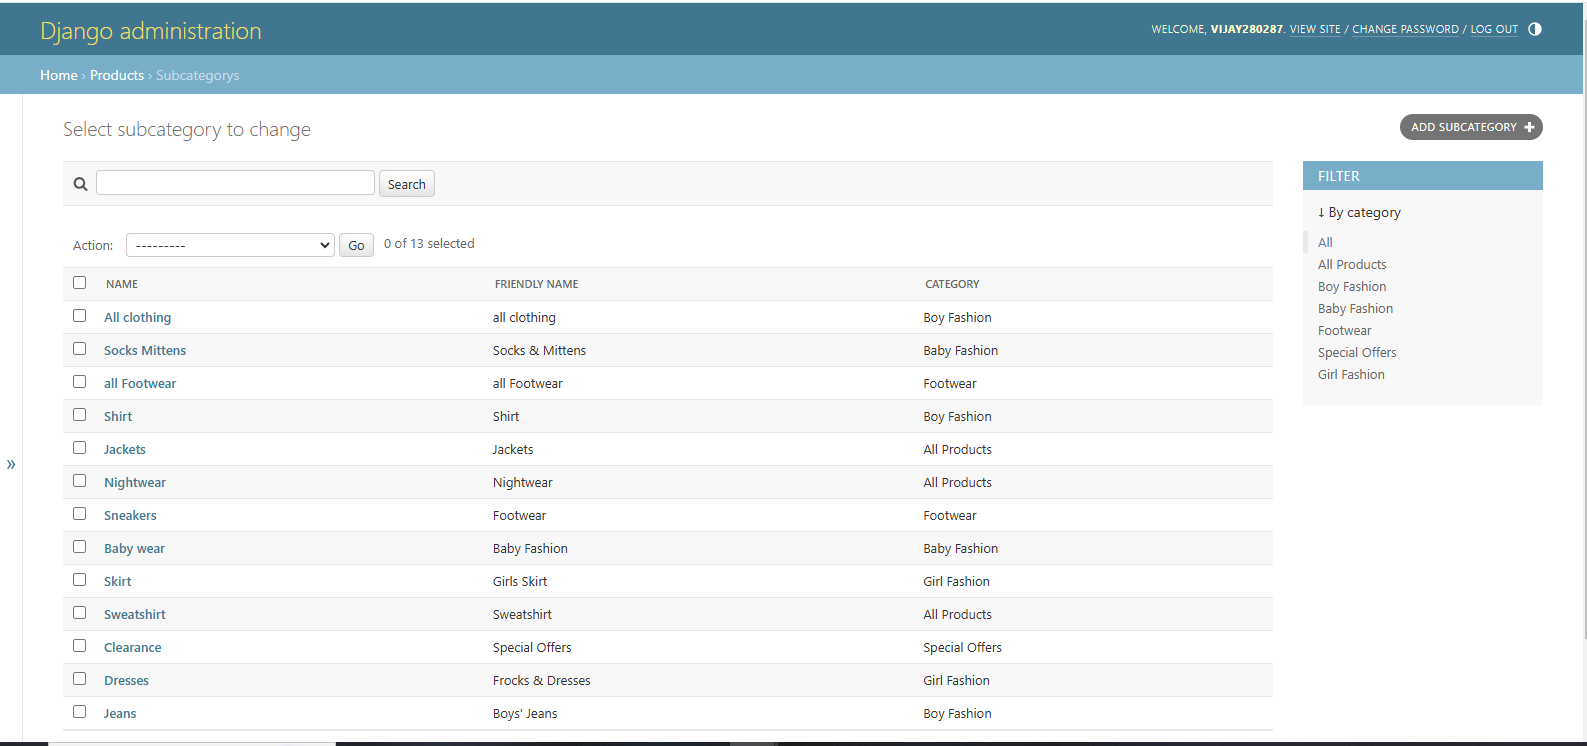 Django administration
WELCOME, VIJAY280287. VIEW SITE / CHANGE PASSWORD / LOG OUT
Home › Products › Subcategorys
Select subcategory to change
ADD SUBCATEGORY +
Search
Action: --------- Go 0 of 13 selected
NAME FRIENDLY NAME CATEGORY
All clothing all clothing Boy Fashion
Socks Mittens Socks & Mittens Baby Fashion
all Footwear all Footwear Footwear
Shirt Shirt Boy Fashion
Jackets Jackets All Products
Nightwear Nightwear All Products
Sneakers Footwear Footwear
Baby wear Baby Fashion Baby Fashion
Skirt Girls Skirt Girl Fashion
Sweatshirt Sweatshirt All Products
Clearance Special Offers Special Offers
Dresses Frocks & Dresses Girl Fashion
Jeans Boys' Jeans Boy Fashion
FILTER
↓ By category
All
All Products
Boy Fashion
Baby Fashion
Footwear
Special Offers
Girl Fashion
»